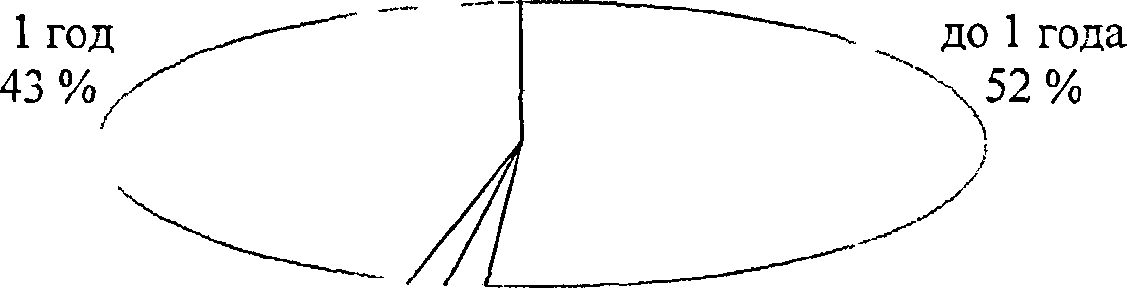 1 год
43 %
до 1 года
52 %